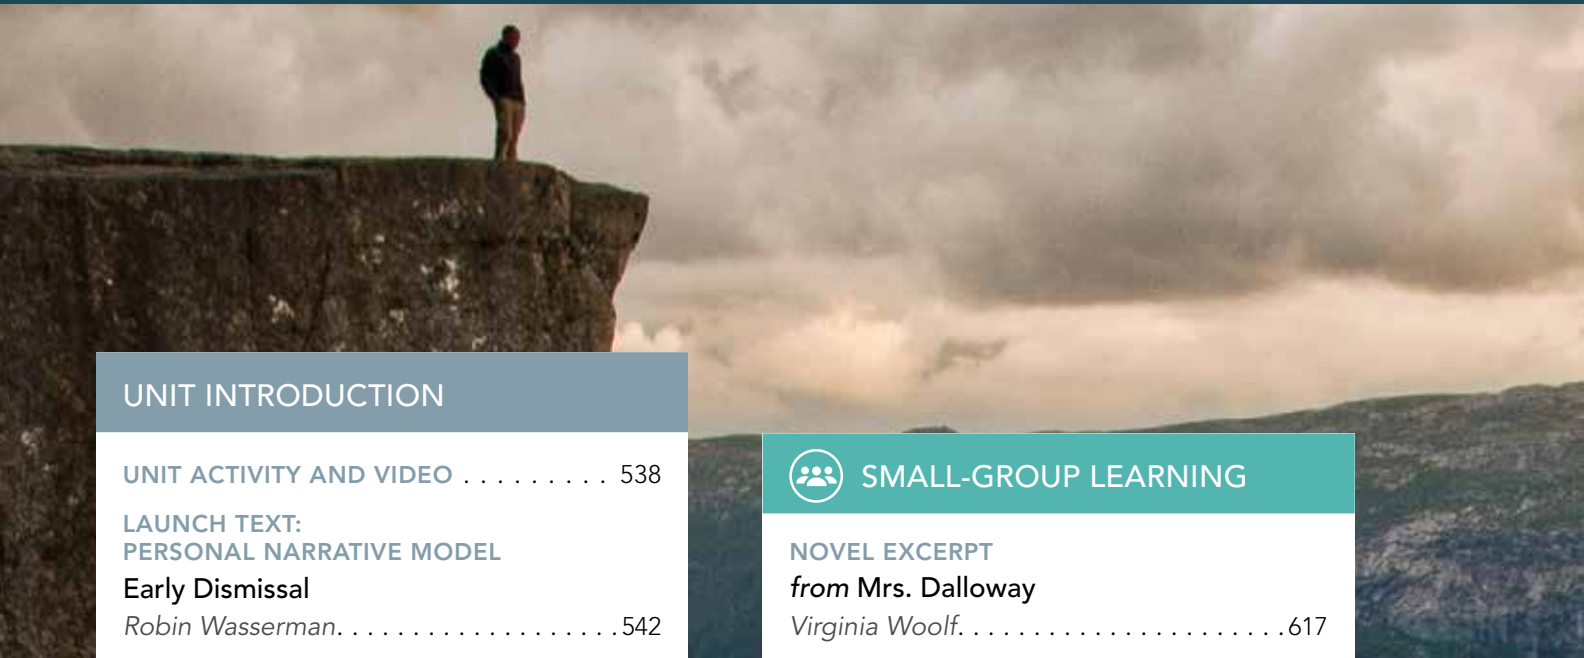 UNIT INTRODUCTION
UNIT ACTIVITY AND VIDEO . . . . . . . . . 538
LAUNCH TEXT:
PERSONAL NARRATIVE MODEL
Early Dismissal
Robin Wasserman. . . . . . . . . . . . . . . . . . . 542
SMALL-GROUP LEARNING
NOVEL EXCERPT
from Mrs. Dalloway
Virginia Woolf. . . . . . . . . . . . . . . . . . . . . . 617